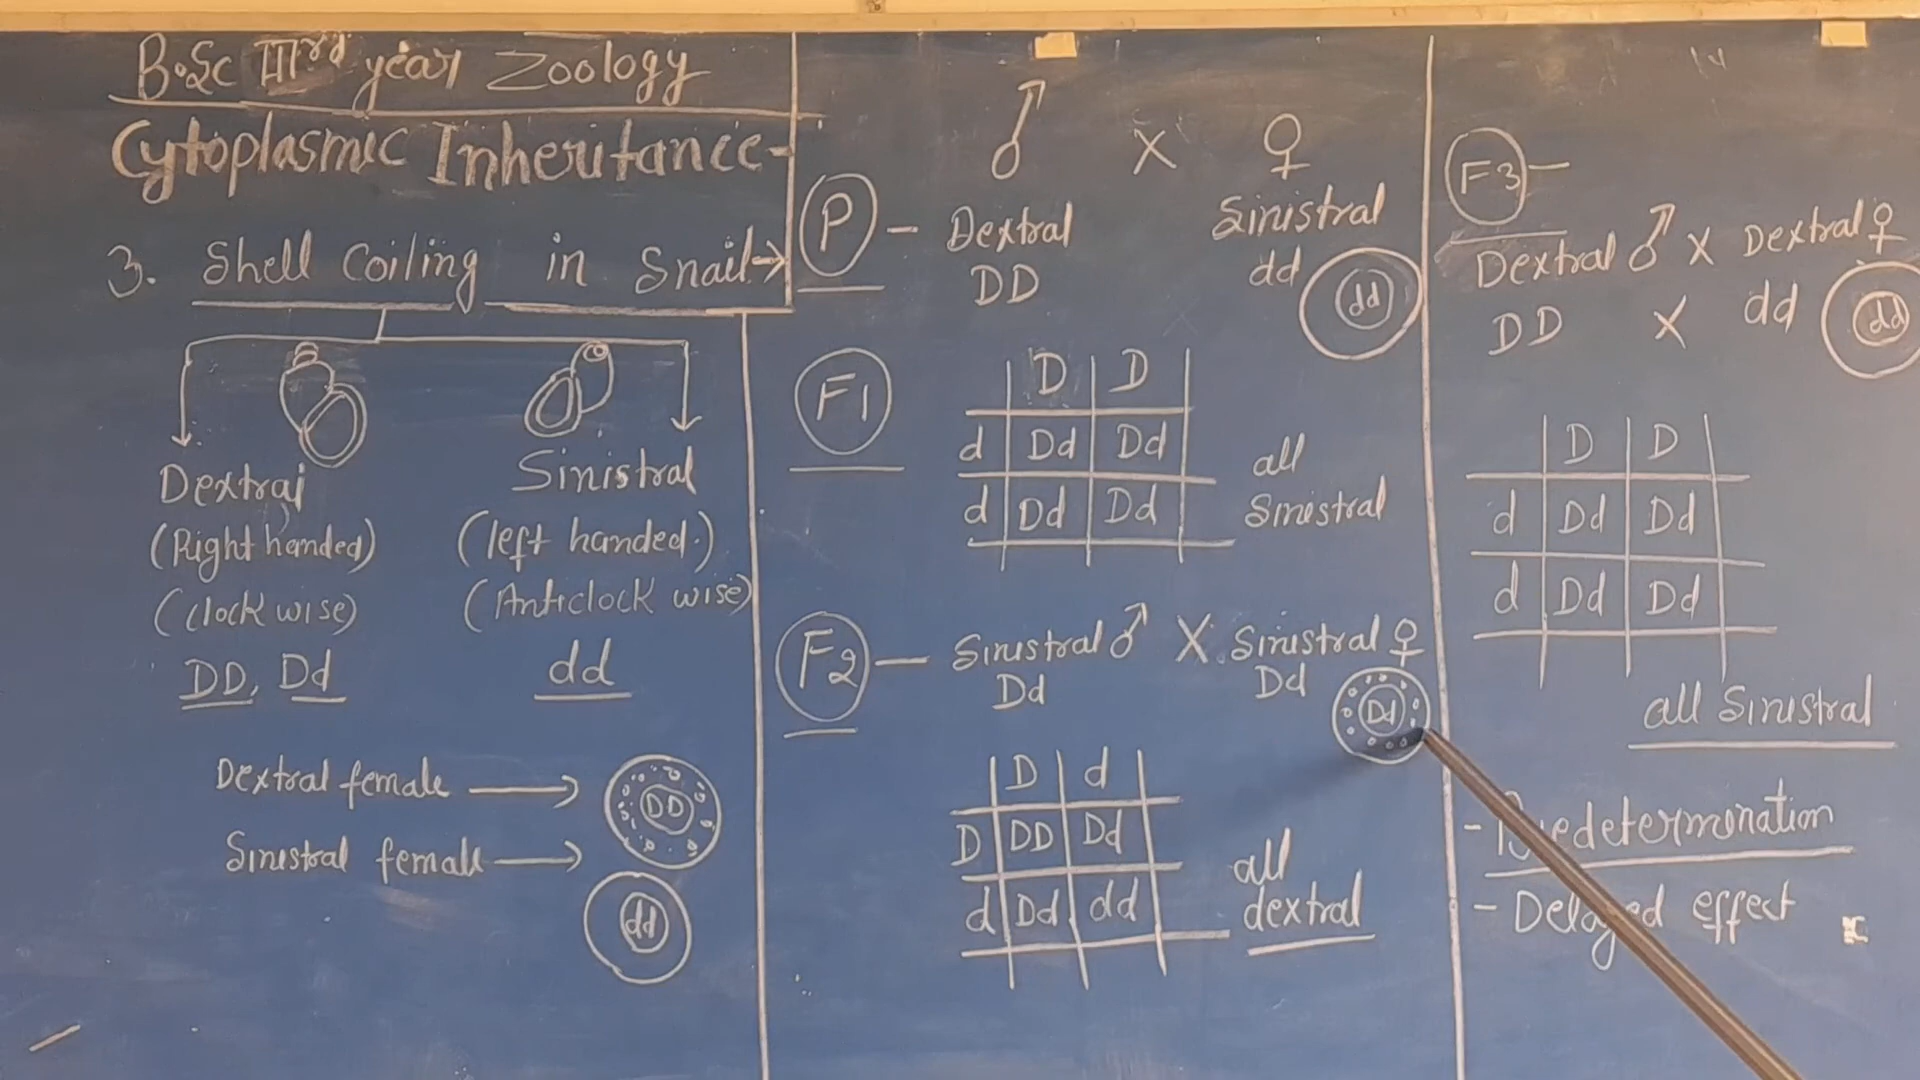 B.Sc IIIrd year Zoology
Cytoplasmic Inheritance-
3. Shell Coiling in Snail→
Dextral
(Right handed)
(Clock wise)
DD, Dd
Sinistral
(left handed.)
(Anticlock wise)
dd
Dextral female → DD
Sinistral female → dd
♂ X ♀
P - Dextral Sinistral
DD dd dd
F1
D D
d Dd Dd
d Dd Dd
all
Sinistral
F2 - Sinistral ♂ X Sinistral ♀
Dd Dd Dd
D d
D DD Dd
d Dd dd
all
dextral
F3 -
Dextral ♂ X Dextral ♀
DD X dd dd
D D
d Dd Dd
d Dd Dd
all Sinistral
- Predetermination
- Delayed effect